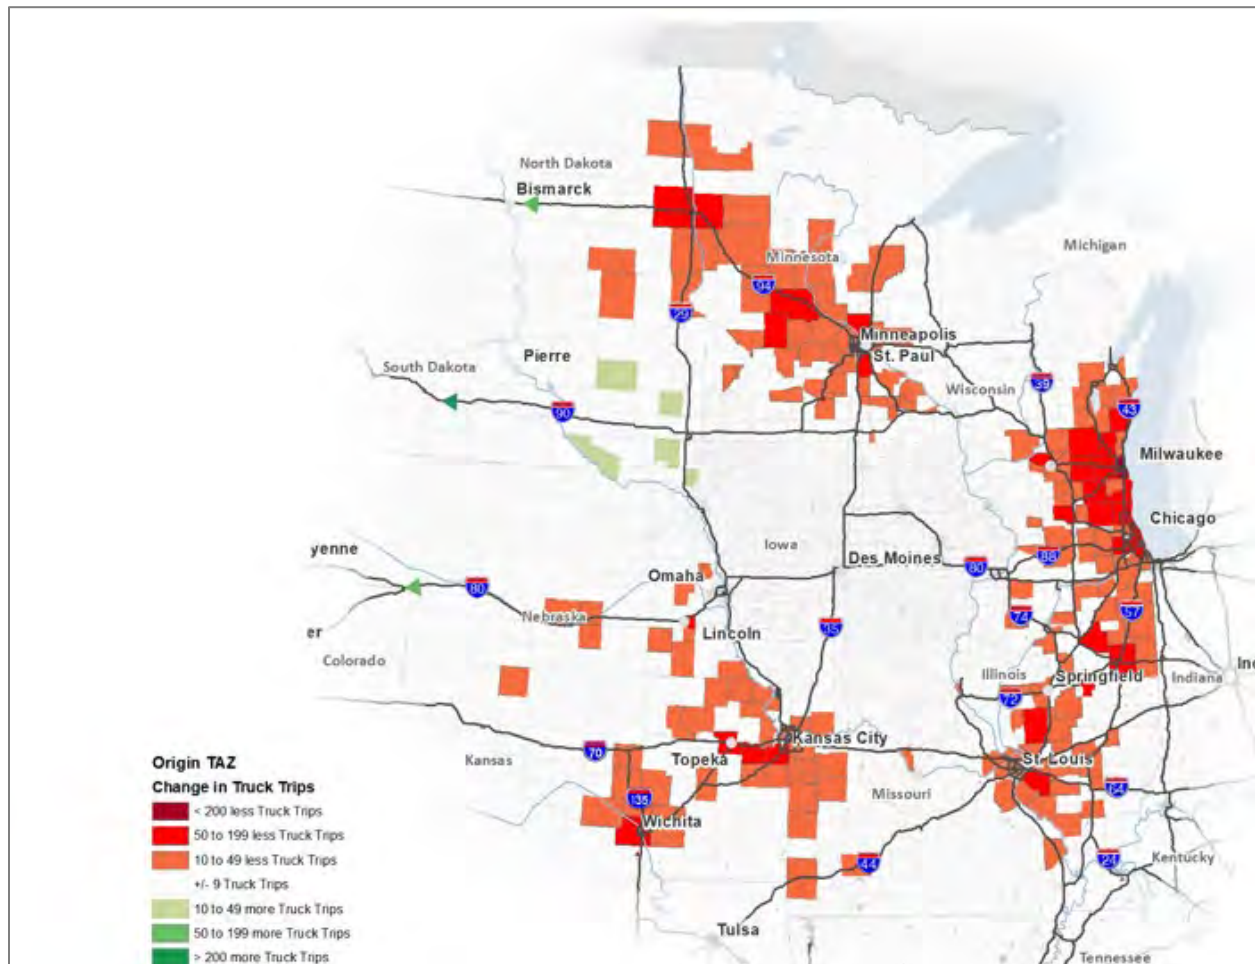 North Dakota
Bismarck
Michigan
Minnesota
94
29
Minneapolis
St. Paul
Pierre
South Dakota
Wisconsin
39
43
90
Milwaukee
Chicago
yenne
Iowa
88
Des Moines
80
Omaha
80
Nebraska
57
74
Lincoln
35
er
Colorado
Illinois
Springfield
Indiana
Ind
72
Kansas City
70
Kansas
Topeka
St. Louis
Missouri
64
135
Wichita
44
24
Kentucky
Tulsa
Tennessee
Origin TAZ
Change in Truck Trips
< 200 less Truck Trips
50 to 199 less Truck Trips
10 to 49 less Truck Trips
+/- 9 Truck Trips
10 to 49 more Truck Trips
50 to 199 more Truck Trips
> 200 more Truck Trips